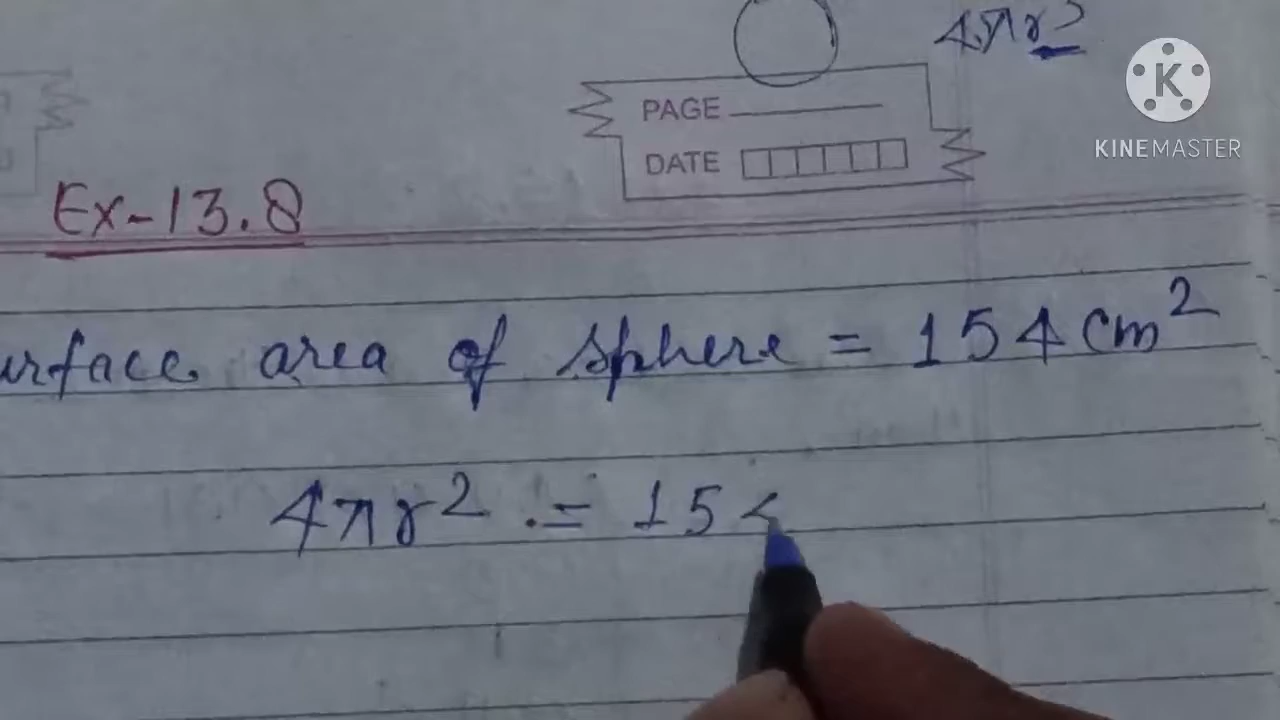 4πr²
PAGE
DATE
KINEMASTER
Ex-13.8
urface area of sphere = 154 cm²
4πr² = 15